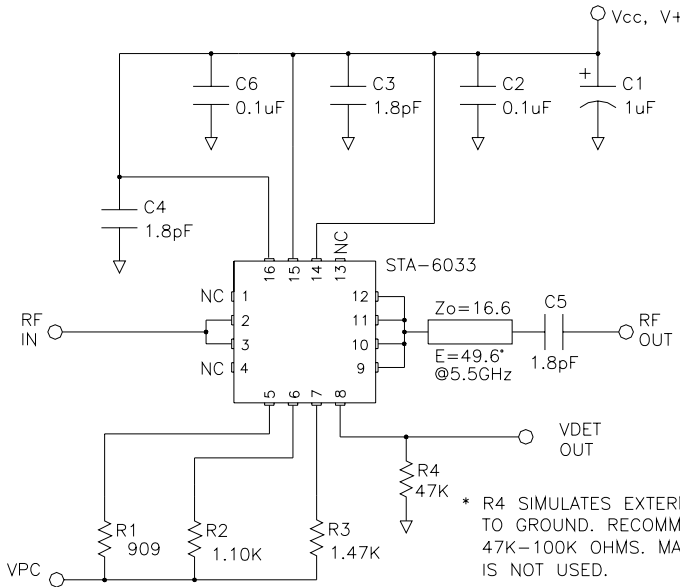 Vcc, V+
C6
0.1uF
C3
1.8pF
C2
0.1uF
+
C1
1uF
C4
1.8pF
16
15
14
13
NC
STA-6033
NC
1
2
3
NC
4
12
11
10
9
5
6
7
8
RF
IN
Zo=16.6
E=49.6°
@5.5GHz
C5
1.8pF
RF
OUT
VDET
OUT
R4
47K
R1
909
R2
1.10K
R3
1.47K
VPC
* R4 SIMULATES
TO GROUND.
47K-100K OHMS.
IS NOT USED.